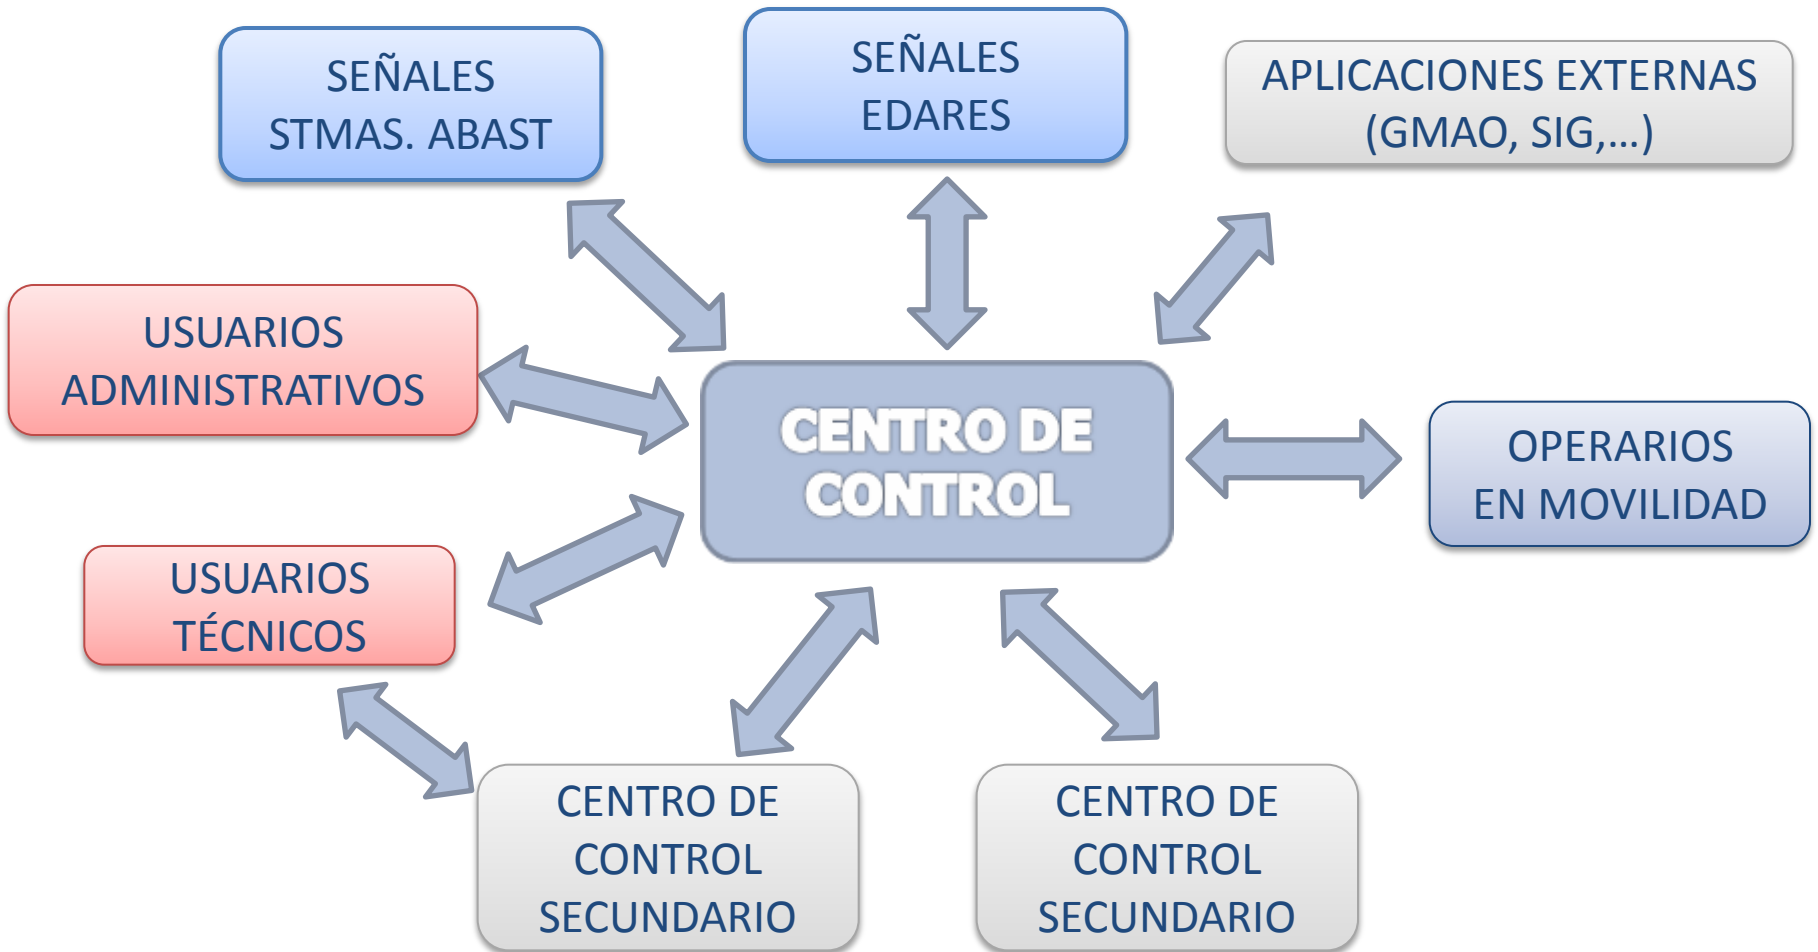 SEÑALES
STMAS. ABAST
SEÑALES
EDARES
APLICACIONES EXTERNAS
(GMAO, SIG,...)
USUARIOS
ADMINISTRATIVOS
CENTRO DE
CONTROL
OPERARIOS
EN MOVILIDAD
USUARIOS
TÉCNICOS
CENTRO DE
CONTROL
SECUNDARIO
CENTRO DE
CONTROL
SECUNDARIO